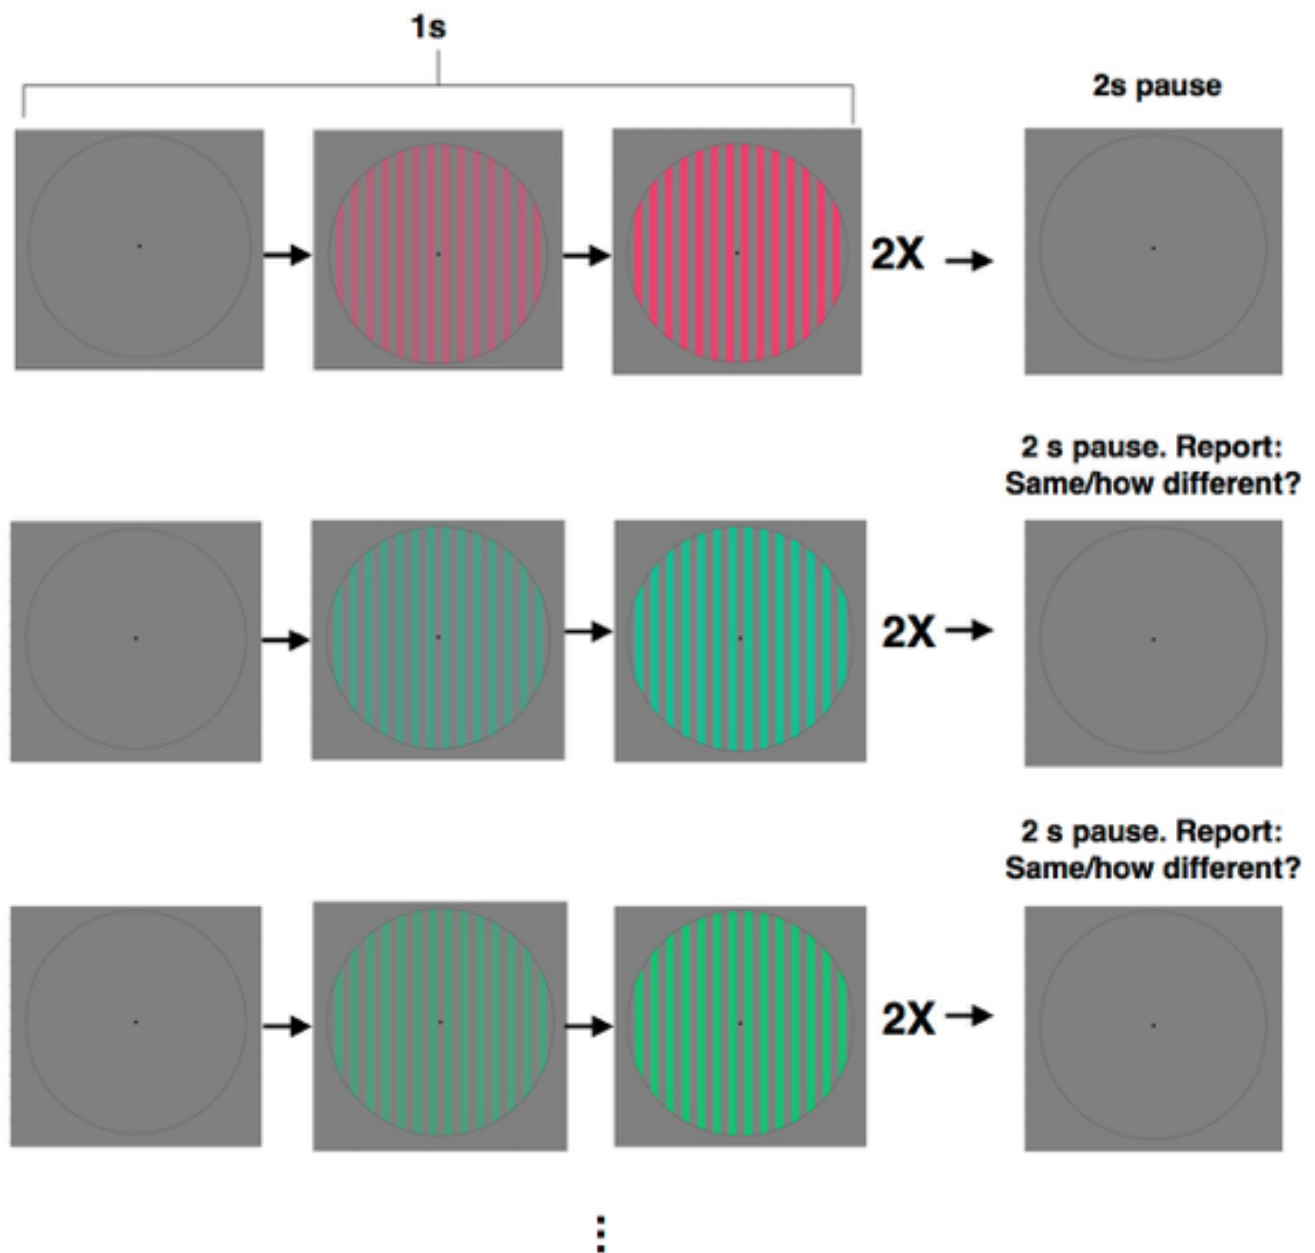 1s
2s pause
2X
2 s pause. Report:
Same/how different?
2X
2 s pause. Report:
Same/how different?
2X